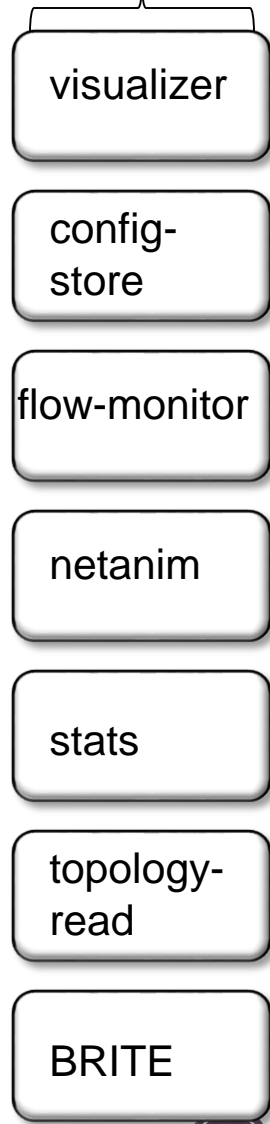 visualizer
config-
store
flow-monitor
netanim
stats
topology-
read
BRITE